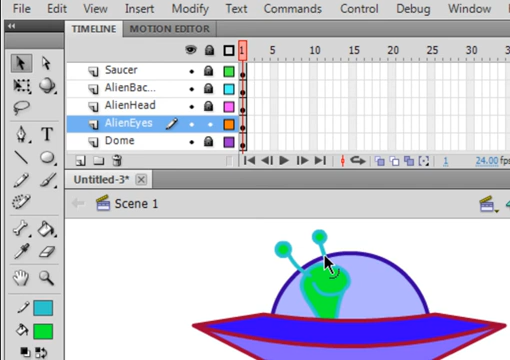 File Edit View Insert Modify Text Commands Control Debug Window
TIMELINE MOTION EDITOR
1 5 10 15 20 25 30 35
Saucer
AlienBac...
AlienHead
AlienEyes
Dome
1 24.00 fps
Untitled-3*
Scene 1